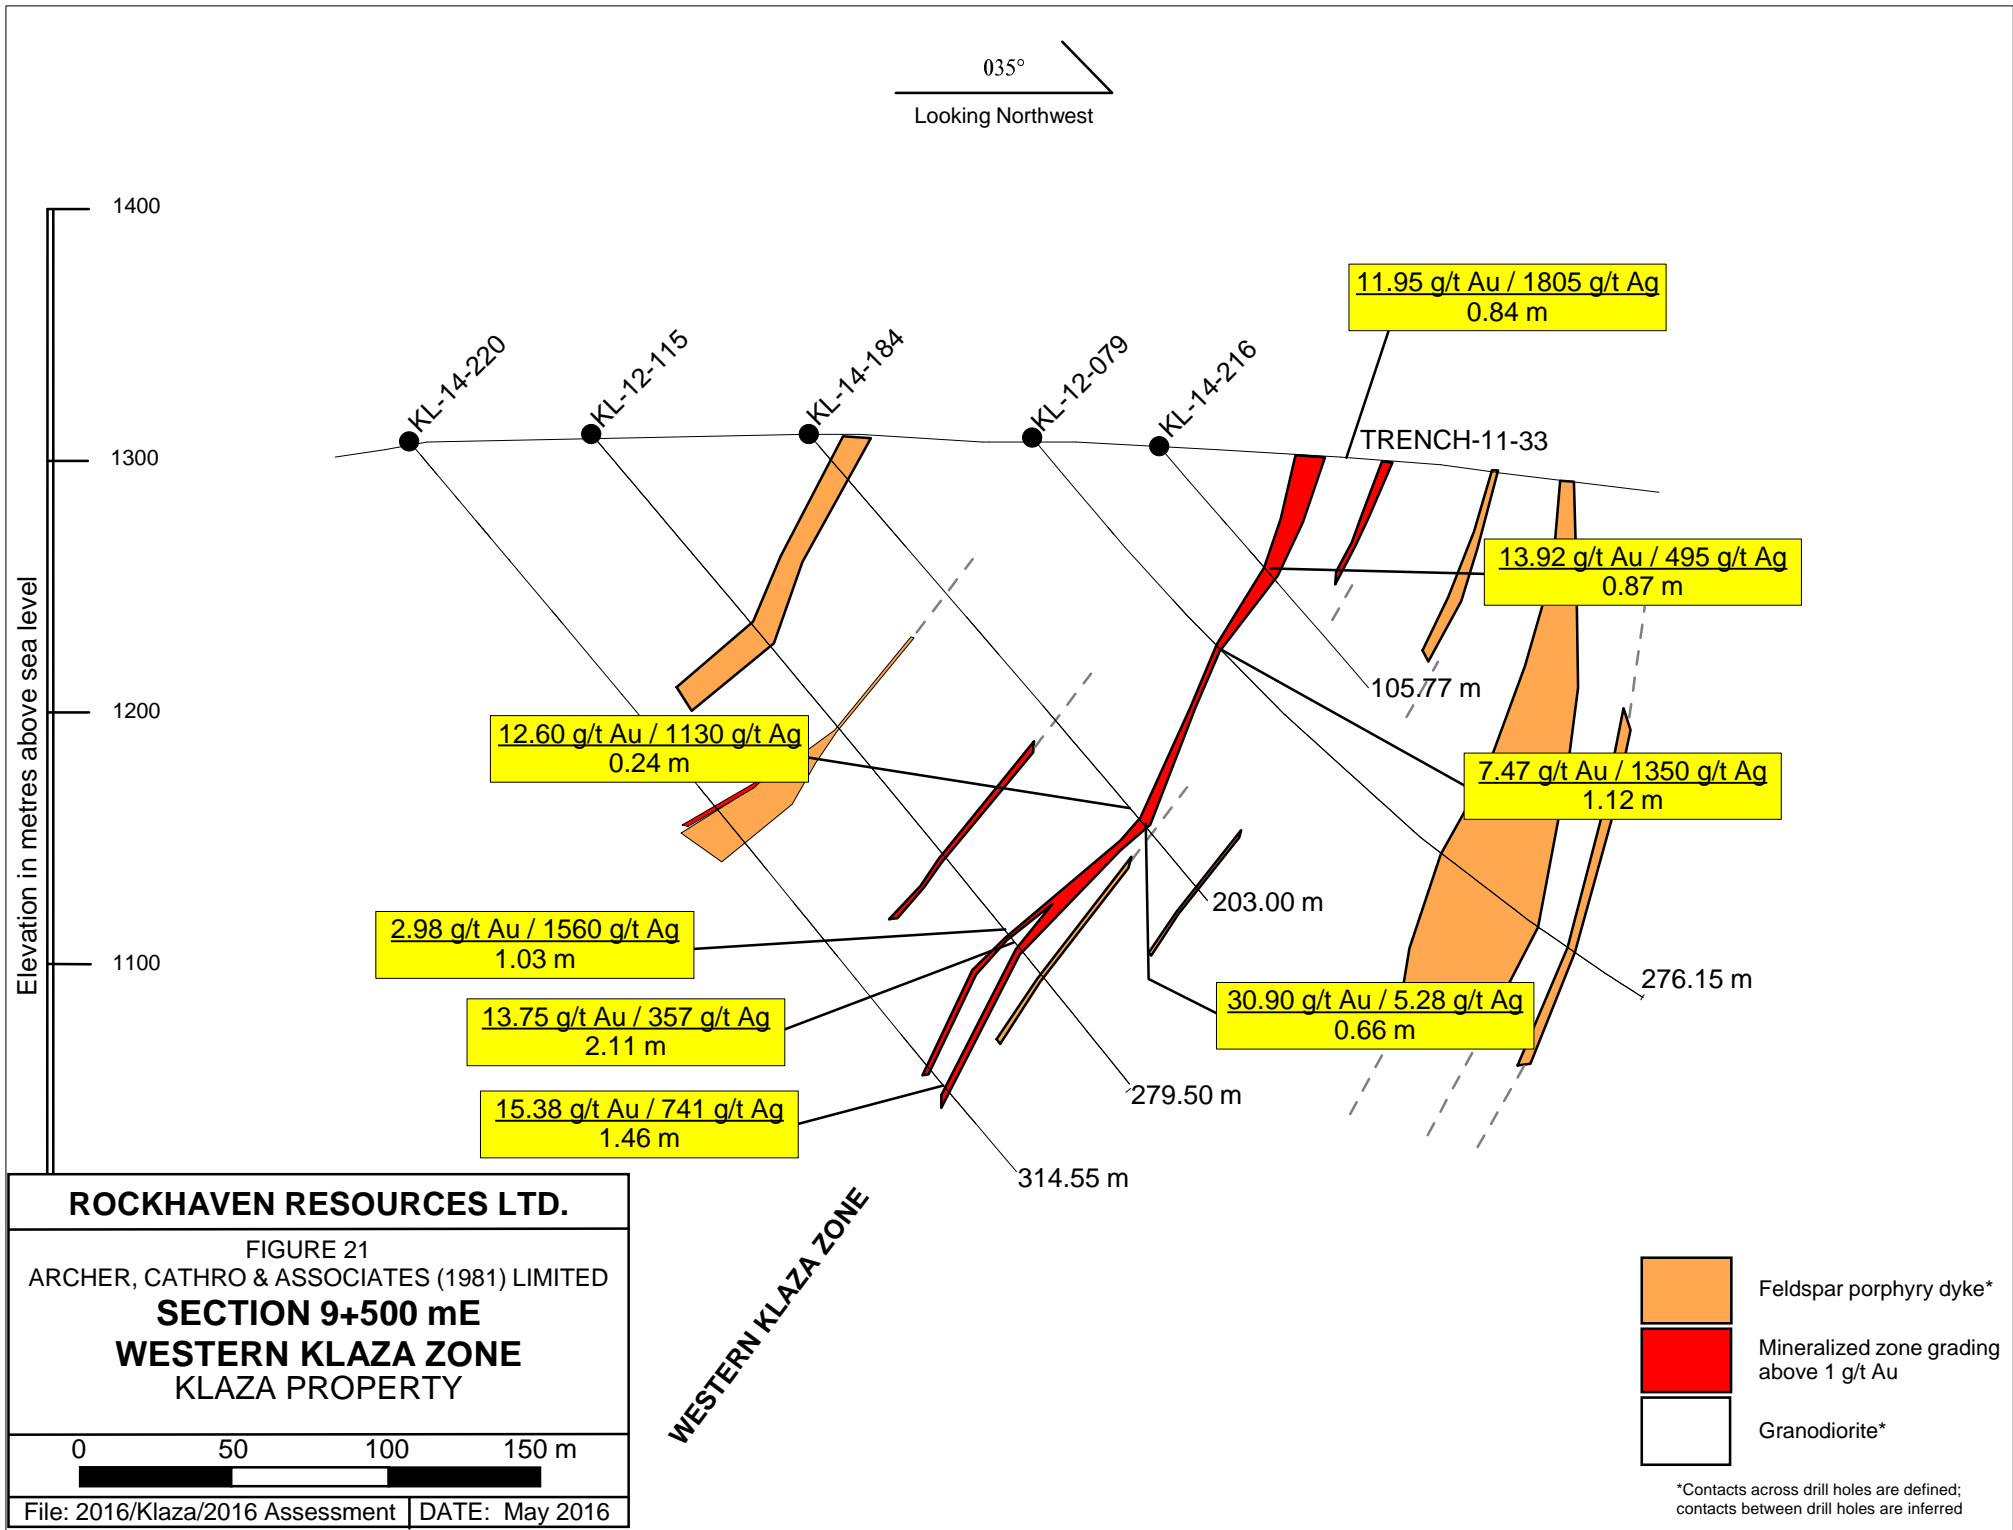 035°
Looking Northwest
1400
1300
1200
1100
Elevation in metres above sea level
KL-14-220
KL-12-115
KL-14-184
KL-12-079
KL-14-216
11.95 g/t Au / 1805 g/t Ag
0.84 m
TRENCH-11-33
13.92 g/t Au / 495 g/t Ag
0.87 m
105.77 m
12.60 g/t Au / 1130 g/t Ag
0.24 m
7.47 g/t Au / 1350 g/t Ag
1.12 m
203.00 m
2.98 g/t Au / 1560 g/t Ag
1.03 m
276.15 m
13.75 g/t Au / 357 g/t Ag
2.11 m
30.90 g/t Au / 5.28 g/t Ag
0.66 m
279.50 m
15.38 g/t Au / 741 g/t Ag
1.46 m
314.55 m
WESTERN KLAZA ZONE
ROCKHAVEN RESOURCES LTD.
FIGURE 21
ARCHER, CATHRO & ASSOCIATES (1981) LIMITED
SECTION 9+500 mE
WESTERN KLAZA ZONE
KLAZA PROPERTY
0 50 100 150 m
File: 2016/Klaza/2016 Assessment DATE: May 2016
Feldspar porphyry dyke*
Mineralized zone grading
above 1 g/t Au
Granodiorite*
*Contacts across drill holes are defined;
contacts between drill holes are inferred